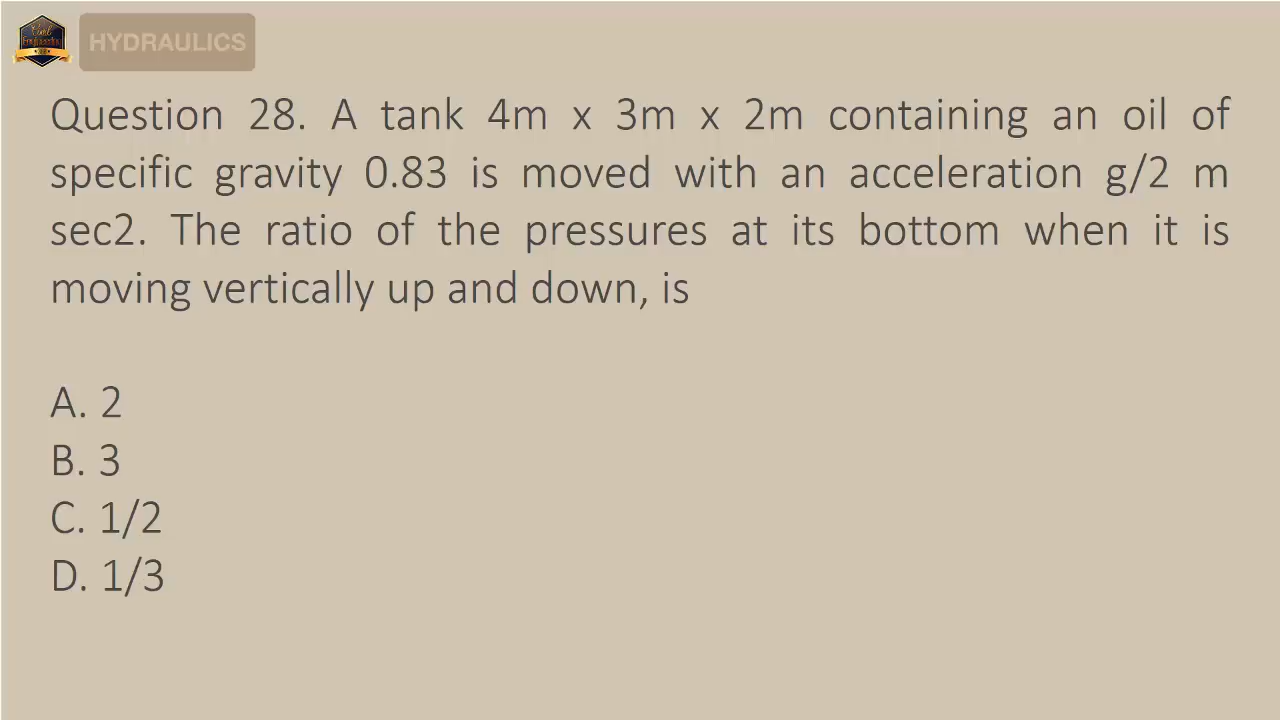 Civil
Engineering
HYDRAULICS
Question 28. A tank 4m x 3m x 2m containing an oil of
specific gravity 0.83 is moved with an acceleration g/2 m
sec2. The ratio of the pressures at its bottom when it is
moving vertically up and down, is
A. 2
B. 3
C. 1/2
D. 1/3